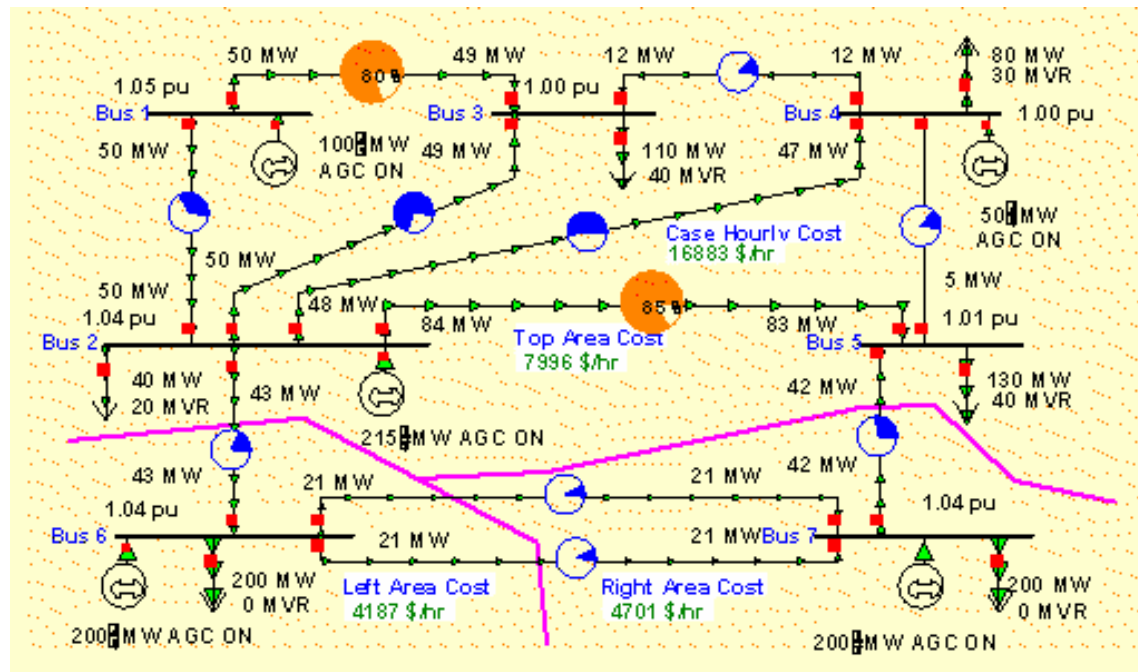 50 MW
80%
49 MW
12 MW
12 MW
80 MW
30 MVR
1.05 pu
1.00 pu
Bus 1
Bus 3
Bus 4
1.00 pu
50 MW
100 MW
AGC ON
49 MW
110 MW
40 MVR
47 MW
50 MW
AGC ON
Case Hourly Cost
16883 $/hr
50 MW
5 MW
50 MW
48 MW
85%
1.04 pu
84 MW
83 MW
1.01 pu
Bus 2
Top Area Cost
7996 $/hr
Bus 5
40 MW
20 MVR
43 MW
42 MW
130 MW
40 MVR
215 MW AGC ON
43 MW
21 MW
21 MW
42 MW
1.04 pu
1.04 pu
Bus 6
21 MW
21 MW
Bus 7
200 MW
0 MVR
Left Area Cost
4187 $/hr
Right Area Cost
4701 $/hr
200 MW
0 MVR
200 MW AGC ON
200 MW AGC ON